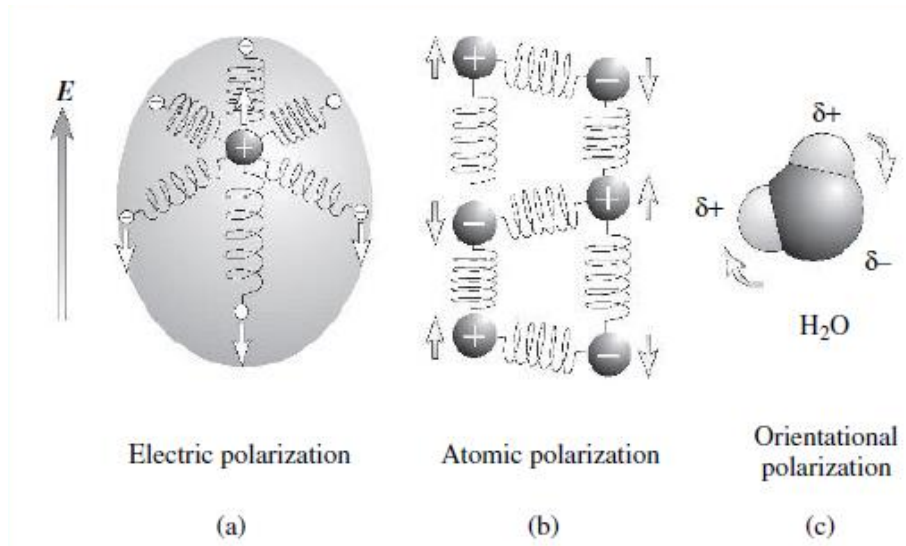 E
+
−
−
−
−
−
+
−
−
+
+
−
δ+
δ+
δ−
H₂O
Electric polarization
Atomic polarization
Orientational
polarization
(a)
(b)
(c)